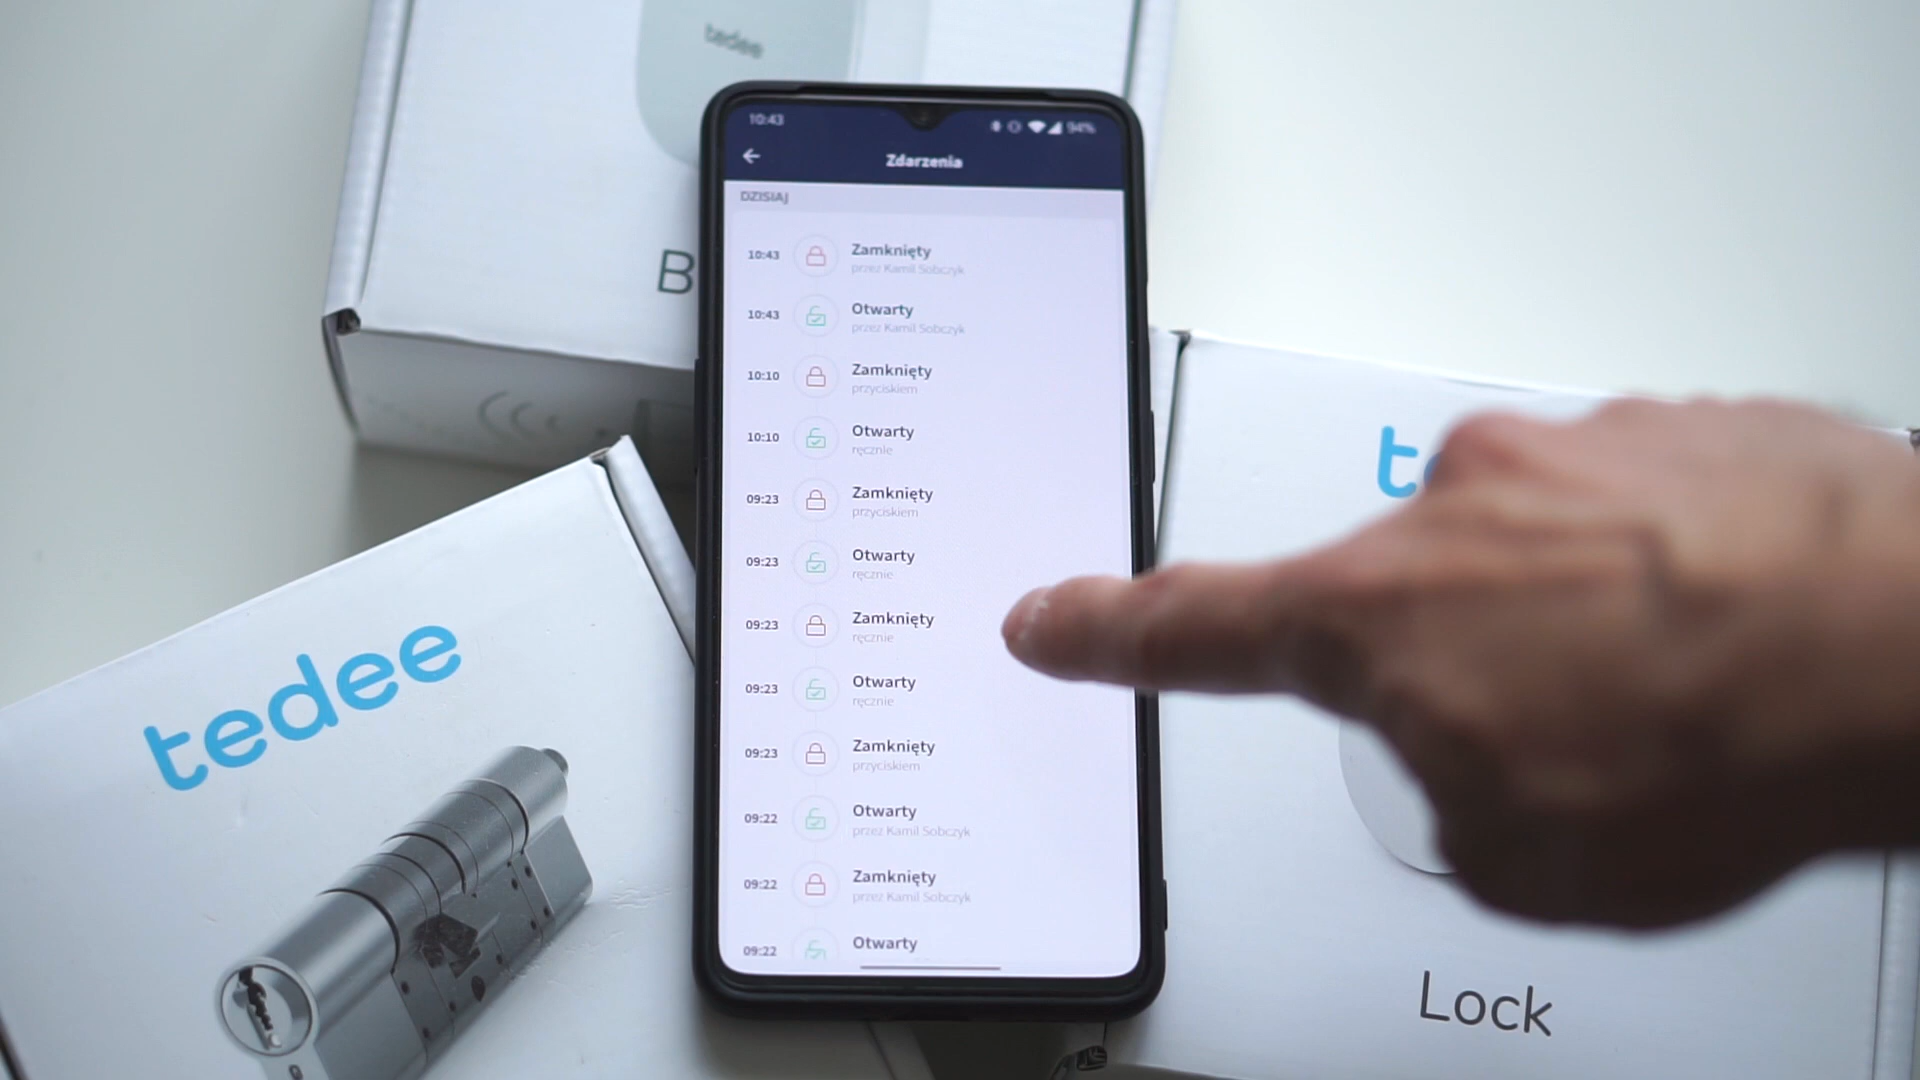 tedee
B
10:43
94%
Zdarzenia
DZISIAJ
10:43
Zamknięty
przez Kamil Sobczyk
10:43
Otwarty
przez Kamil Sobczyk
10:10
Zamknięty
przyciskiem
10:10
Otwarty
ręcznie
09:23
Zamknięty
przyciskiem
09:23
Otwarty
ręcznie
09:23
Zamknięty
ręcznie
09:23
Otwarty
ręcznie
09:23
Zamknięty
przyciskiem
09:22
Otwarty
przez Kamil Sobczyk
09:22
Zamknięty
przez Kamil Sobczyk
09:22
Otwarty
tedee
te
Lock